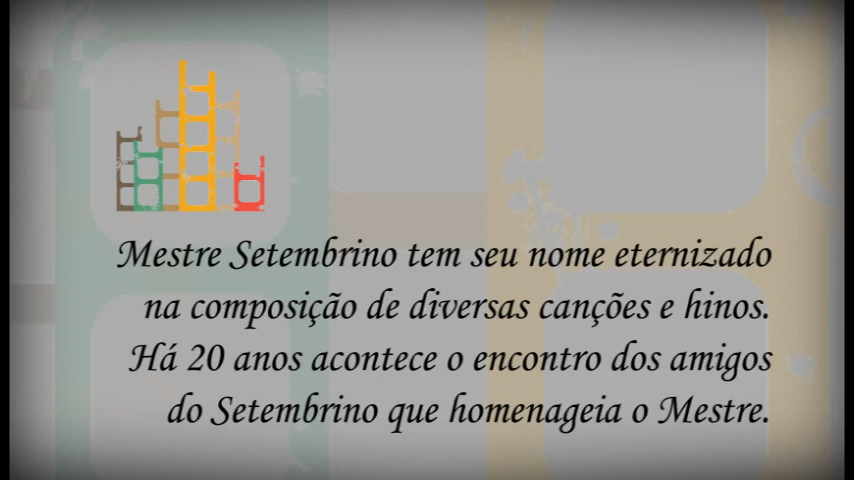 Mestre Setembrino tem seu nome eternizado
na composição de diversas canções e hinos.
Há 20 anos acontece o encontro dos amigos
do Setembrino que homenageia o Mestre.